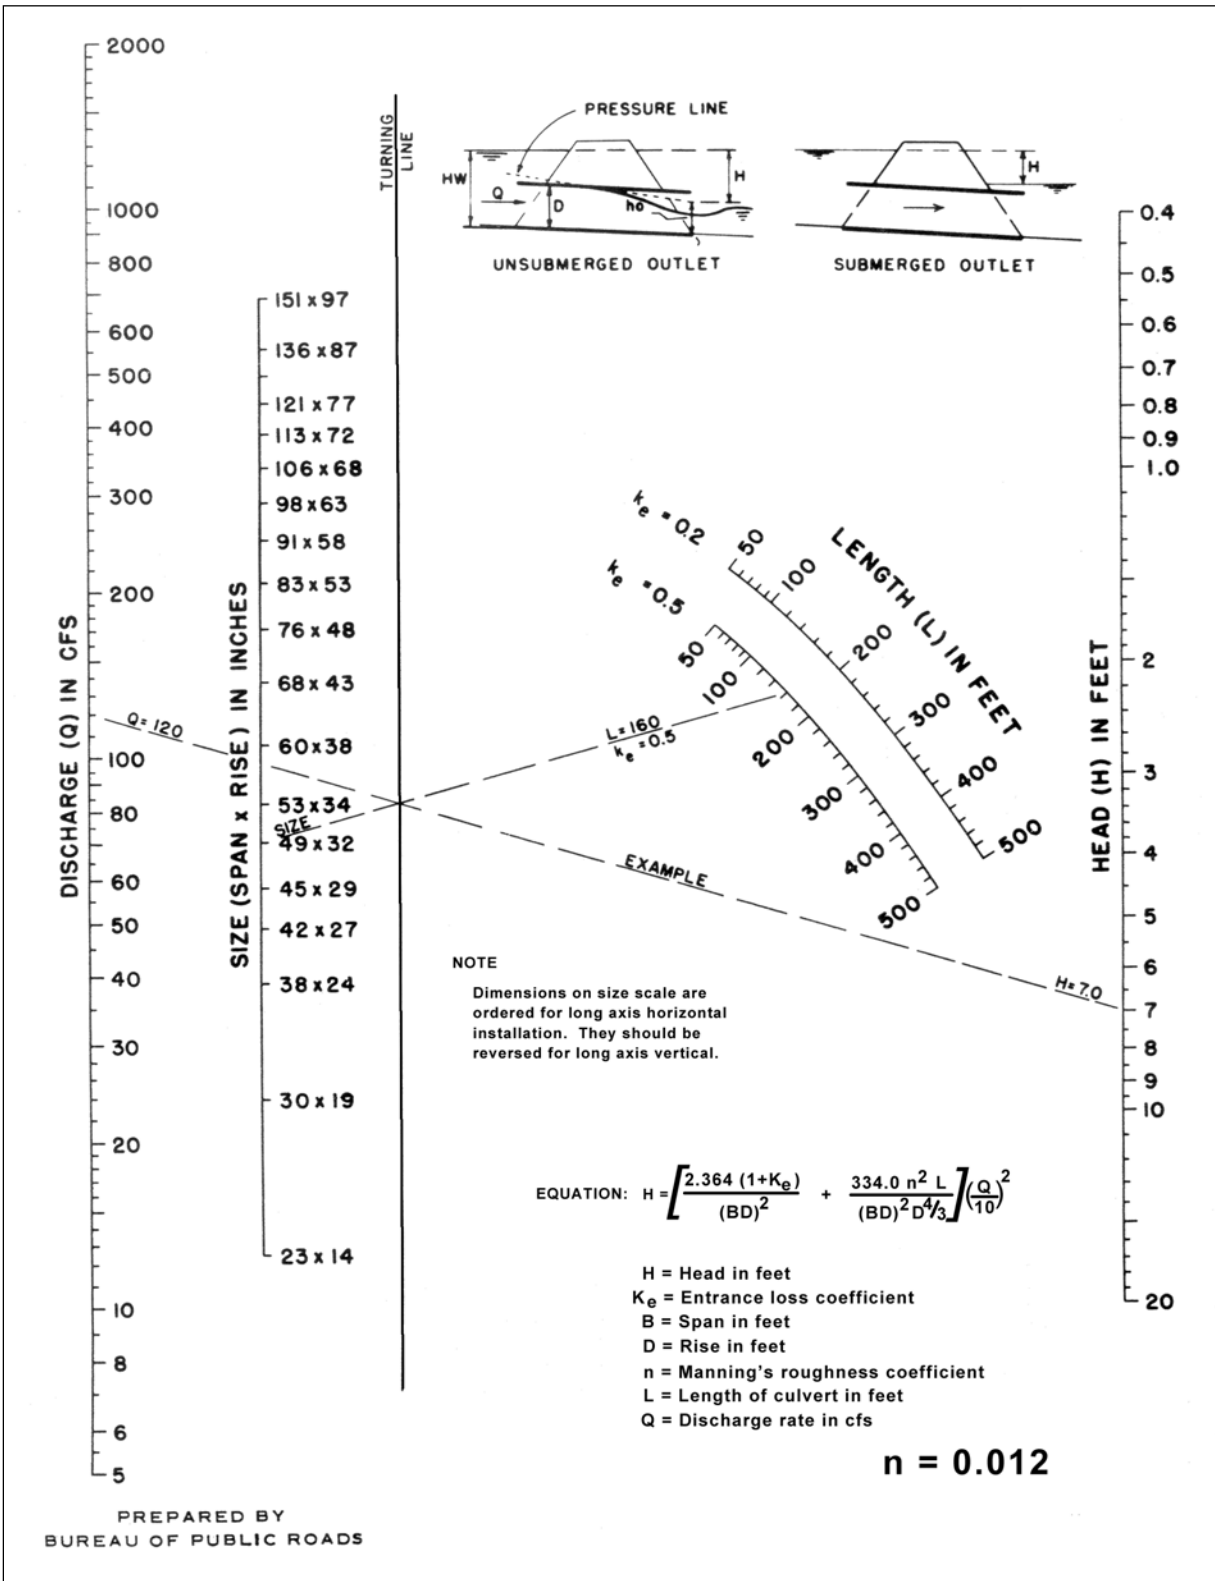 2000
1000
800
600
500
400
300
200
100
80
60
50
40
30
20
10
8
6
5
DISCHARGE (Q) IN CFS
151 x 97
136 x 87
121 x 77
113 x 72
106 x 68
98 x 63
91 x 58
83 x 53
76 x 48
68 x 43
60 x 38
53 x 34
49 x 32
45 x 29
42 x 27
38 x 24
30 x 19
23 x 14
SIZE (SPAN x RISE) IN INCHES
TURNING
LINE
PRESSURE LINE
HW
Q
D
ho
H
UNSUBMERGED OUTLET
H
SUBMERGED OUTLET
0.4
0.5
0.6
0.7
0.8
0.9
1.0
2
3
4
5
6
7
8
9
10
20
HEAD (H) IN FEET
ke = 0.2
50
100
200
300
400
500
LENGTH (L) IN FEET
ke = 0.5
50
100
200
300
400
500
Q=120
SIZE
L=160
ke=0.5
EXAMPLE
H=7.0
NOTE
Dimensions on size scale are
ordered for long axis horizontal
installation. They should be
reversed for long axis vertical.
EQUATION: H = [2.364 (1+Ke) / (BD)² + 334.0 n² L / (BD)² D^4/3] (Q/10)²
H = Head in feet
Ke = Entrance loss coefficient
B = Span in feet
D = Rise in feet
n = Manning's roughness coefficient
L = Length of culvert in feet
Q = Discharge rate in cfs
n = 0.012
PREPARED BY
BUREAU OF PUBLIC ROADS